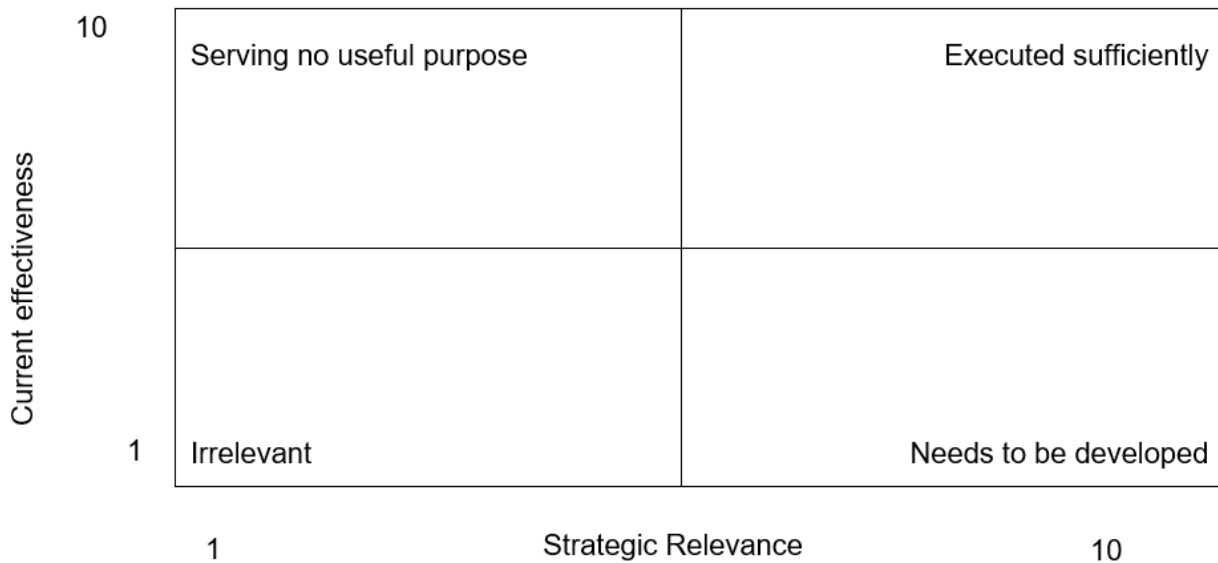 10
Serving no useful purpose
Executed sufficiently
Current effectiveness
1
Irrelevant
Needs to be developed
1
Strategic Relevance
10